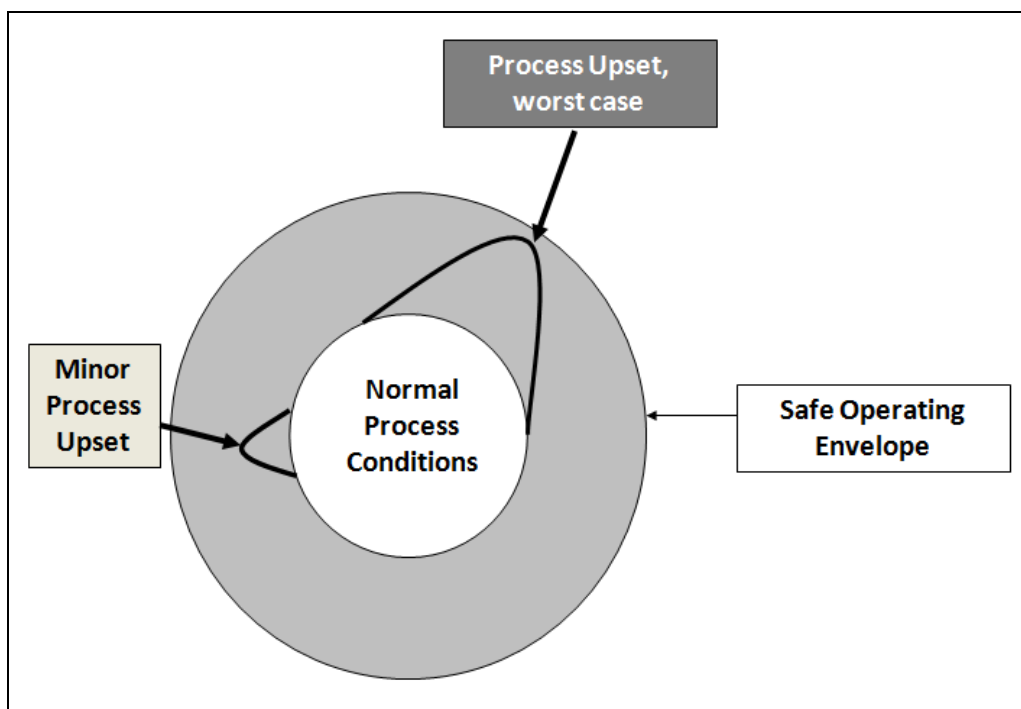 Process Upset,
worst case
Minor
Process
Upset
Normal
Process
Conditions
Safe Operating
Envelope